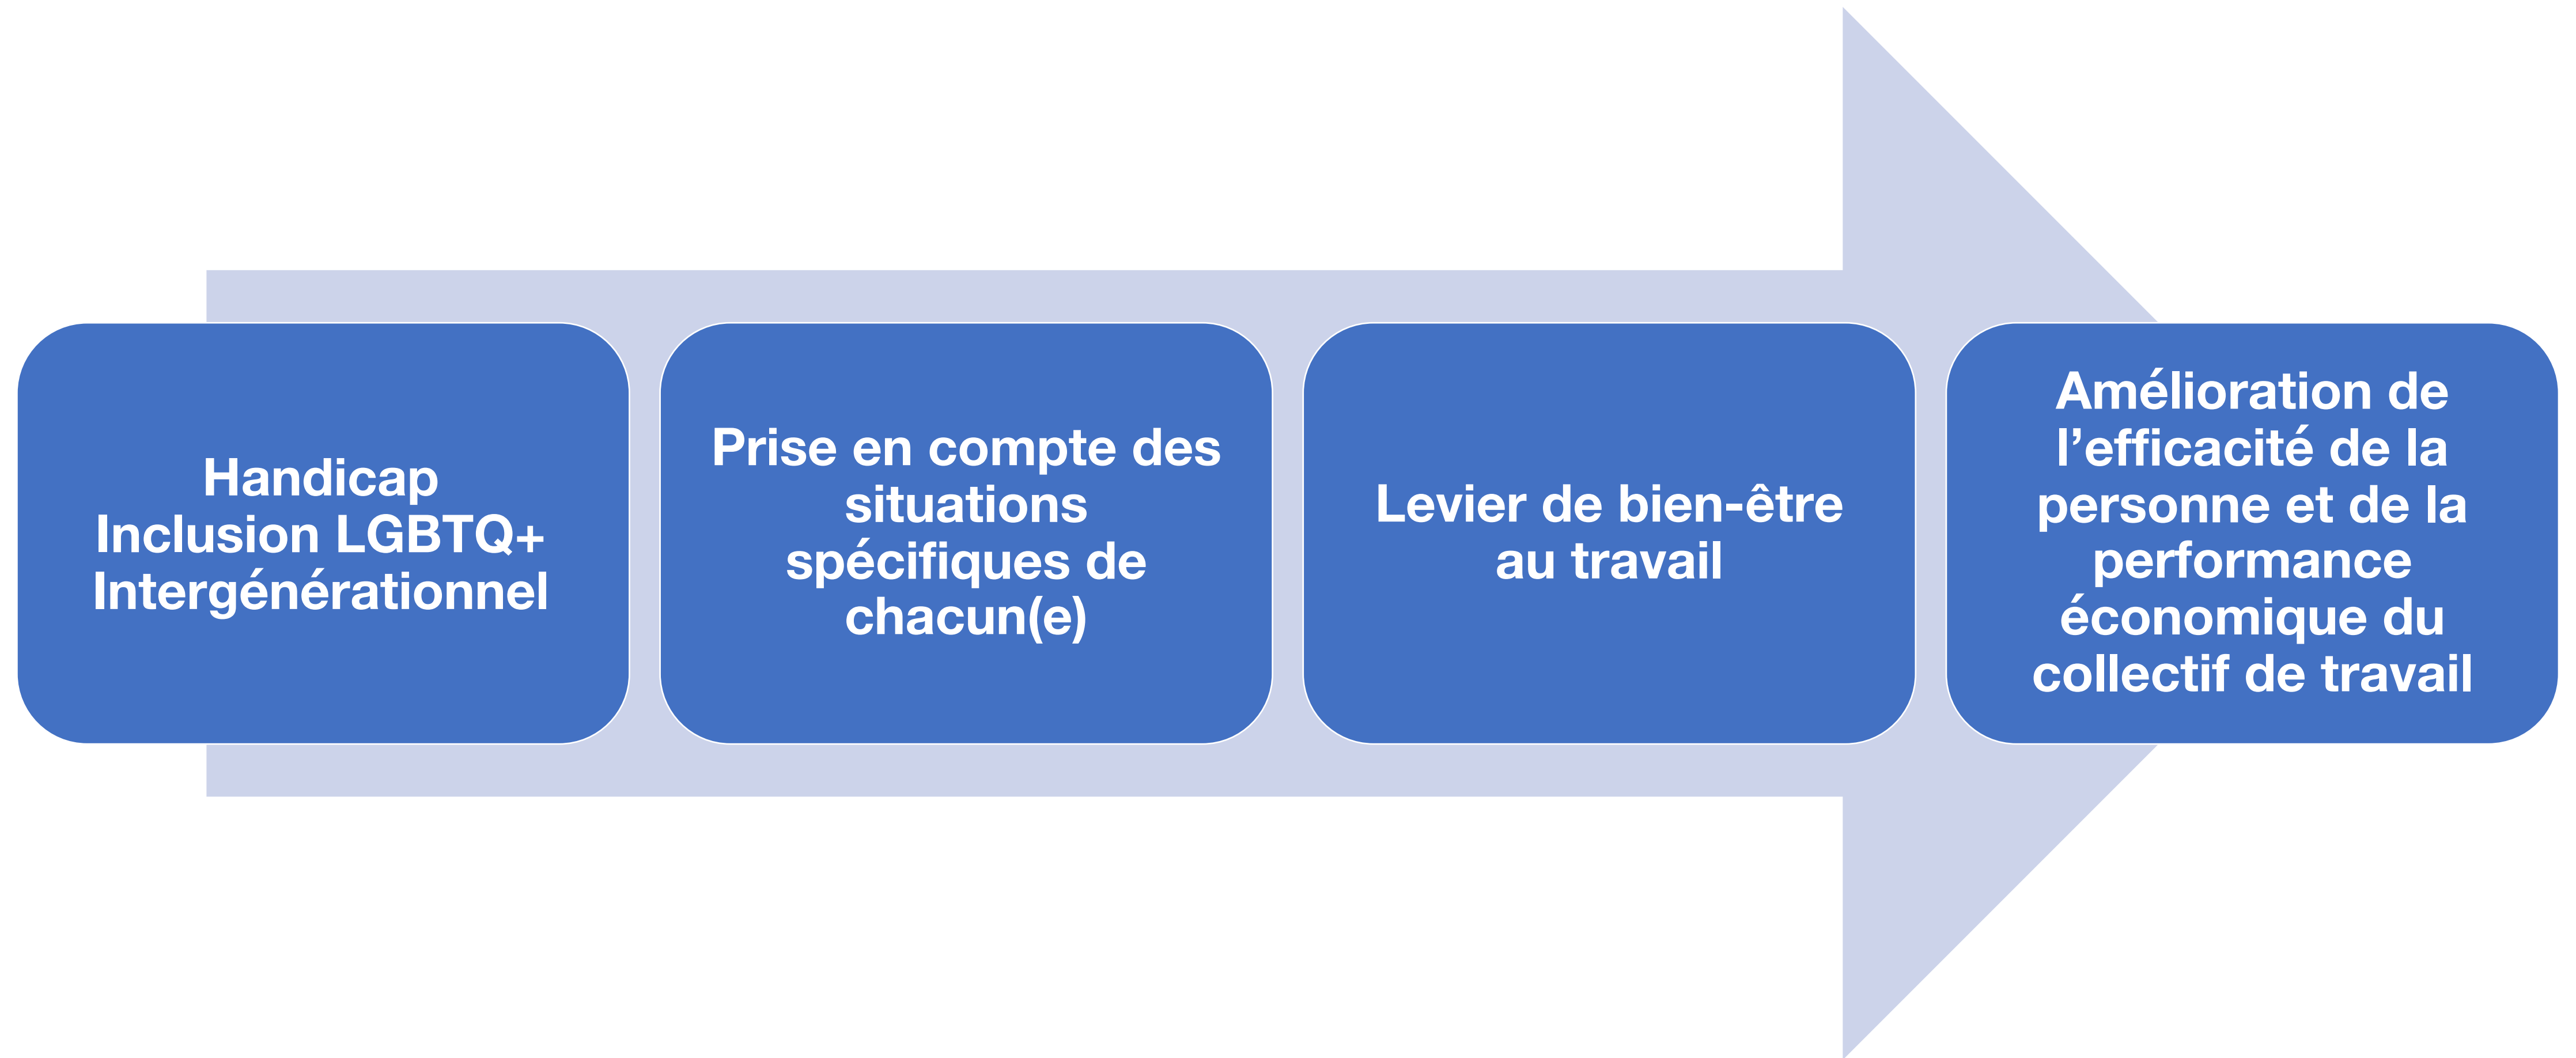 Handicap
Inclusion LGBTQ+
Intergénérationnel
Prise en compte des
situations
spécifiques de
chacun(e)
Levier de bien-être
au travail
Amélioration de
l’efficacité de la
personne et de la
performance
économique du
collectif de travail